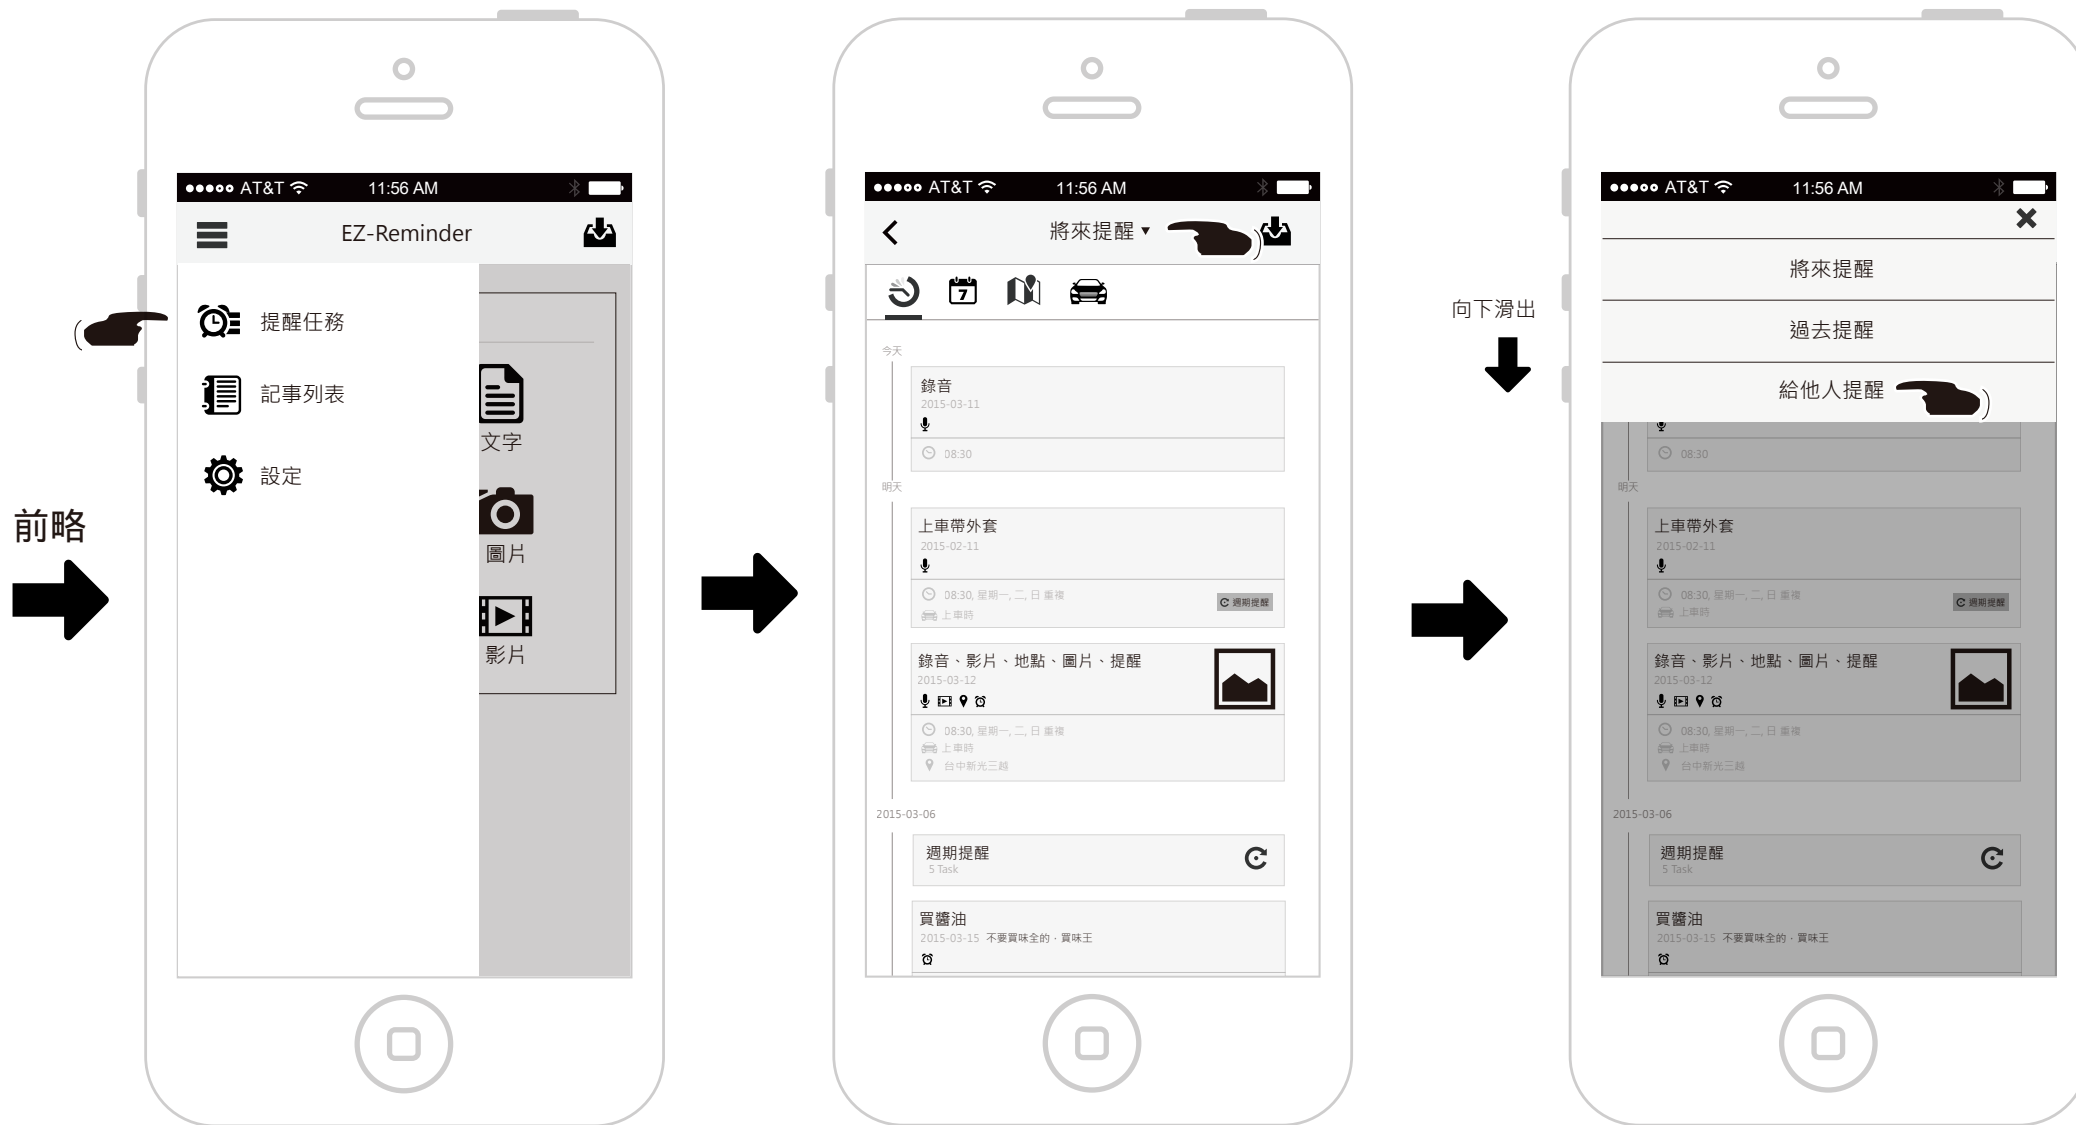 前略
AT&T 11:56 AM
EZ-Reminder
提醒任務
記事列表
設定
文字
圖片
影片
AT&T 11:56 AM
將來提醒
7
今天
錄音
2015-03-11
08:30
明天
上車帶外套
2015-02-11
08:30, 星期一, 二, 日 重複
週期提醒
上車時
錄音、影片、地點、圖片、提醒
2015-03-12
08:30, 星期一, 二, 日 重複
上車時
台中新光三越
2015-03-06
週期提醒
5 Task
買醬油
2015-03-15 不要買味全的，買味王
向下滑出
AT&T 11:56 AM
將來提醒
過去提醒
給他人提醒
08:30
明天
上車帶外套
2015-02-11
08:30, 星期一, 二, 日 重複
週期提醒
上車時
錄音、影片、地點、圖片、提醒
2015-03-12
08:30, 星期一, 二, 日 重複
上車時
台中新光三越
2015-03-06
週期提醒
5 Task
買醬油
2015-03-15 不要買味全的，買味王